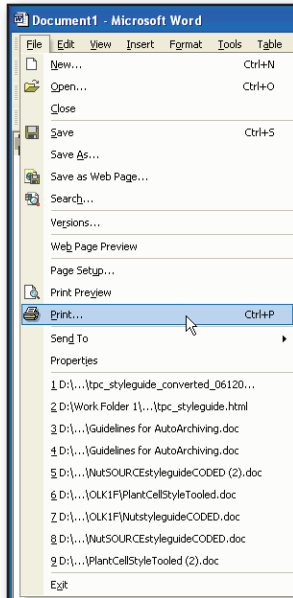 Document1 - Microsoft Word
File Edit View Insert Format Tools Table
New... Ctrl+N
Open... Ctrl+O
Close
Save Ctrl+S
Save As...
Save as Web Page...
Search...
Versions...
Web Page Preview
Page Setup...
Print Preview
Print... Ctrl+P
Send To
Properties
1 D:\...\tpc_styleguide_converted_06120...
2 D:\Work Folder 1\...\tpc_styleguide.html
3 D:\...\Guidelines for AutoArchiving.doc
4 D:\...\Guidelines for AutoArchiving.doc
5 D:\...\NutSOURCEstyleguideCODED (2).doc
6 D:\...\OLK1F\PlantCellStyleTooled.doc
7 D:\...\OLK1F\NutstyleguideCODED.doc
8 D:\...\NutSOURCEstyleguideCODED.doc
9 D:\...\PlantCellStyleTooled (2).doc
Exit